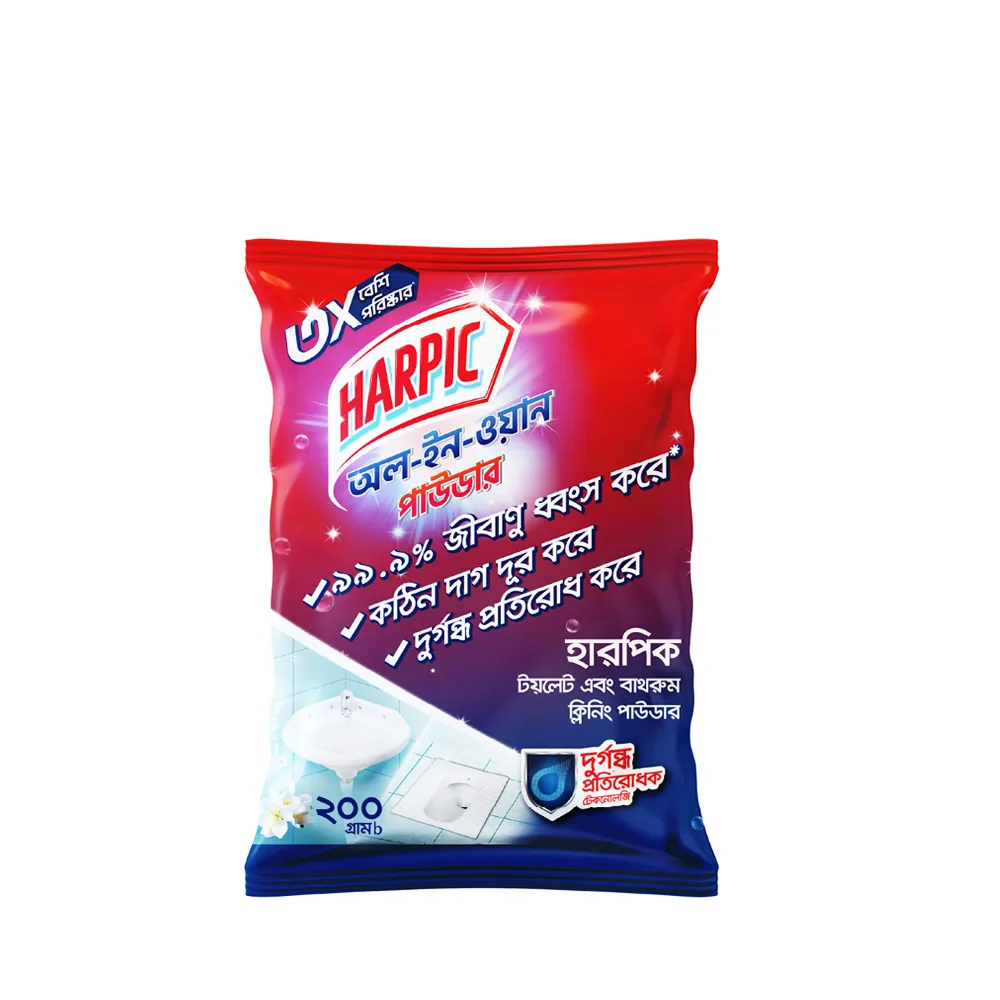 ৩X বেশি
পরিষ্কার
HARPIC
অল-ইন-ওয়ান
পাউডার
৯৯.৯% জীবাণু ধ্বংস করে*
কঠিন দাগ দূর করে
দুর্গন্ধ প্রতিরোধ করে
হারপিক
টয়লেট এবং বাথরুম
ক্লিনিং পাউডার
দুর্গন্ধ
প্রতিরোধক
টেকনোলজি
২০০
গ্রামb